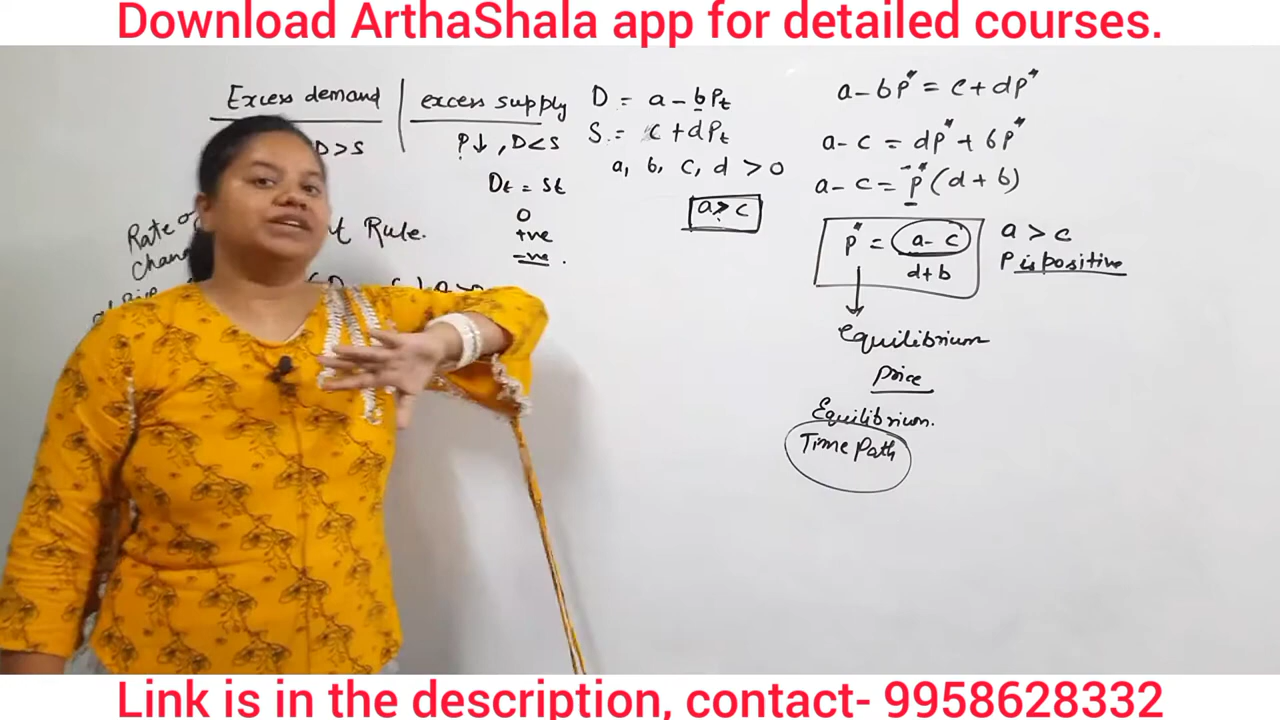 Download ArthaShala app for detailed courses.
Excess demand
D>S
excess supply
P↓, D<S
Dt = St
0
+ve
-ve.
Rate of
Chan
t Rule.
D = a - bPt
S = c + dPt
a, b, c, d > 0
a > c
a - bP* = c + dP*
a - c = dP* + bP*
a - c = P* (d + b)
P* = a - c / d + b
a > c
P is positive
Equilibrium
Price
Equilibrium.
Time Path
Link is in the description, contact- 9958628332